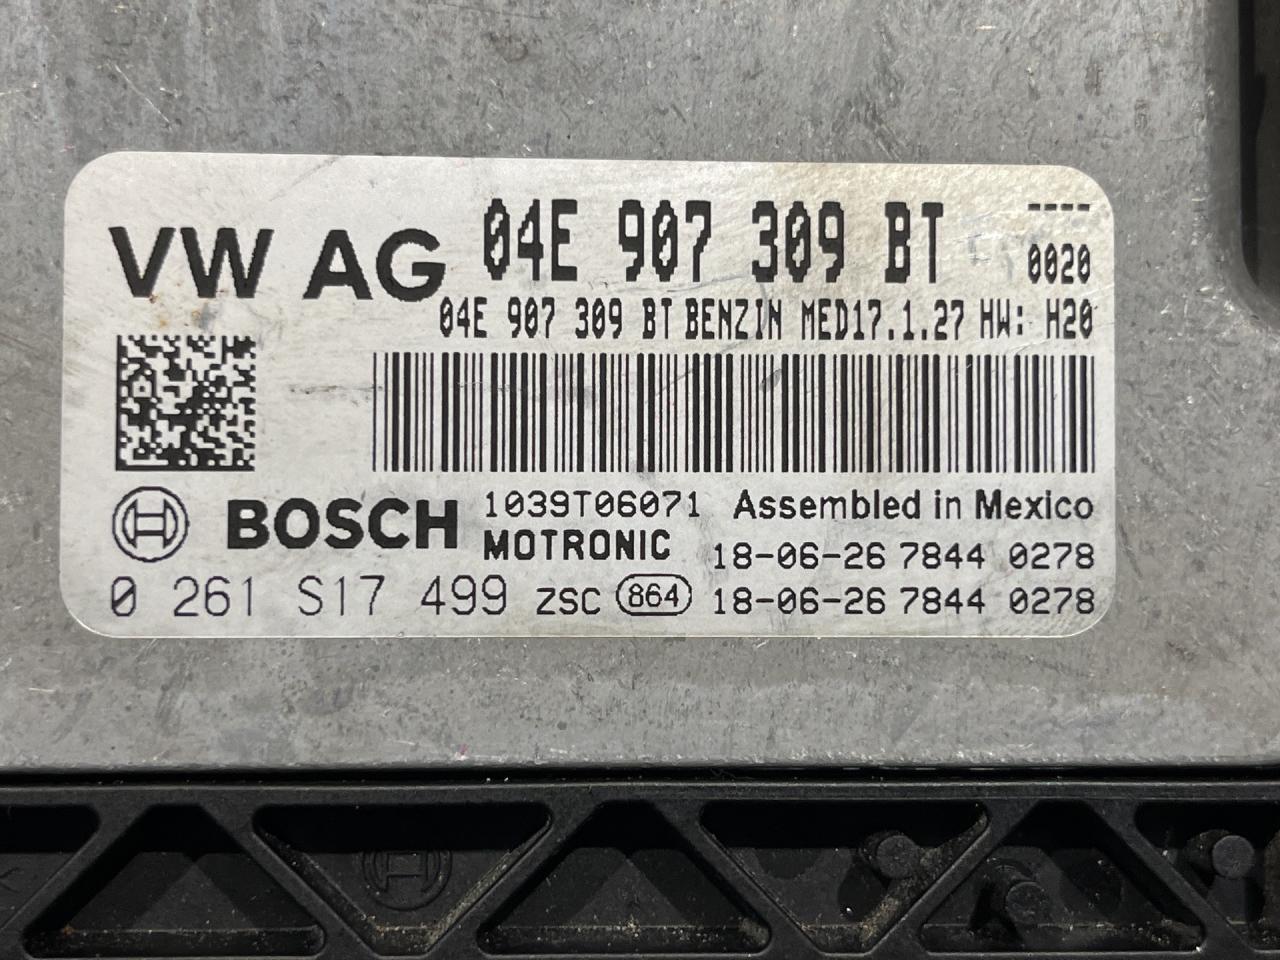 VW AG 04E 907 309 BT ----
0020
04E 907 309 BT BENZIN MED17.1.27 HW: H20
BOSCH 1039T06071 Assembled in Mexico
MOTRONIC 18-06-26 7844 0278
0 261 S17 499 ZSC 864 18-06-26 7844 0278